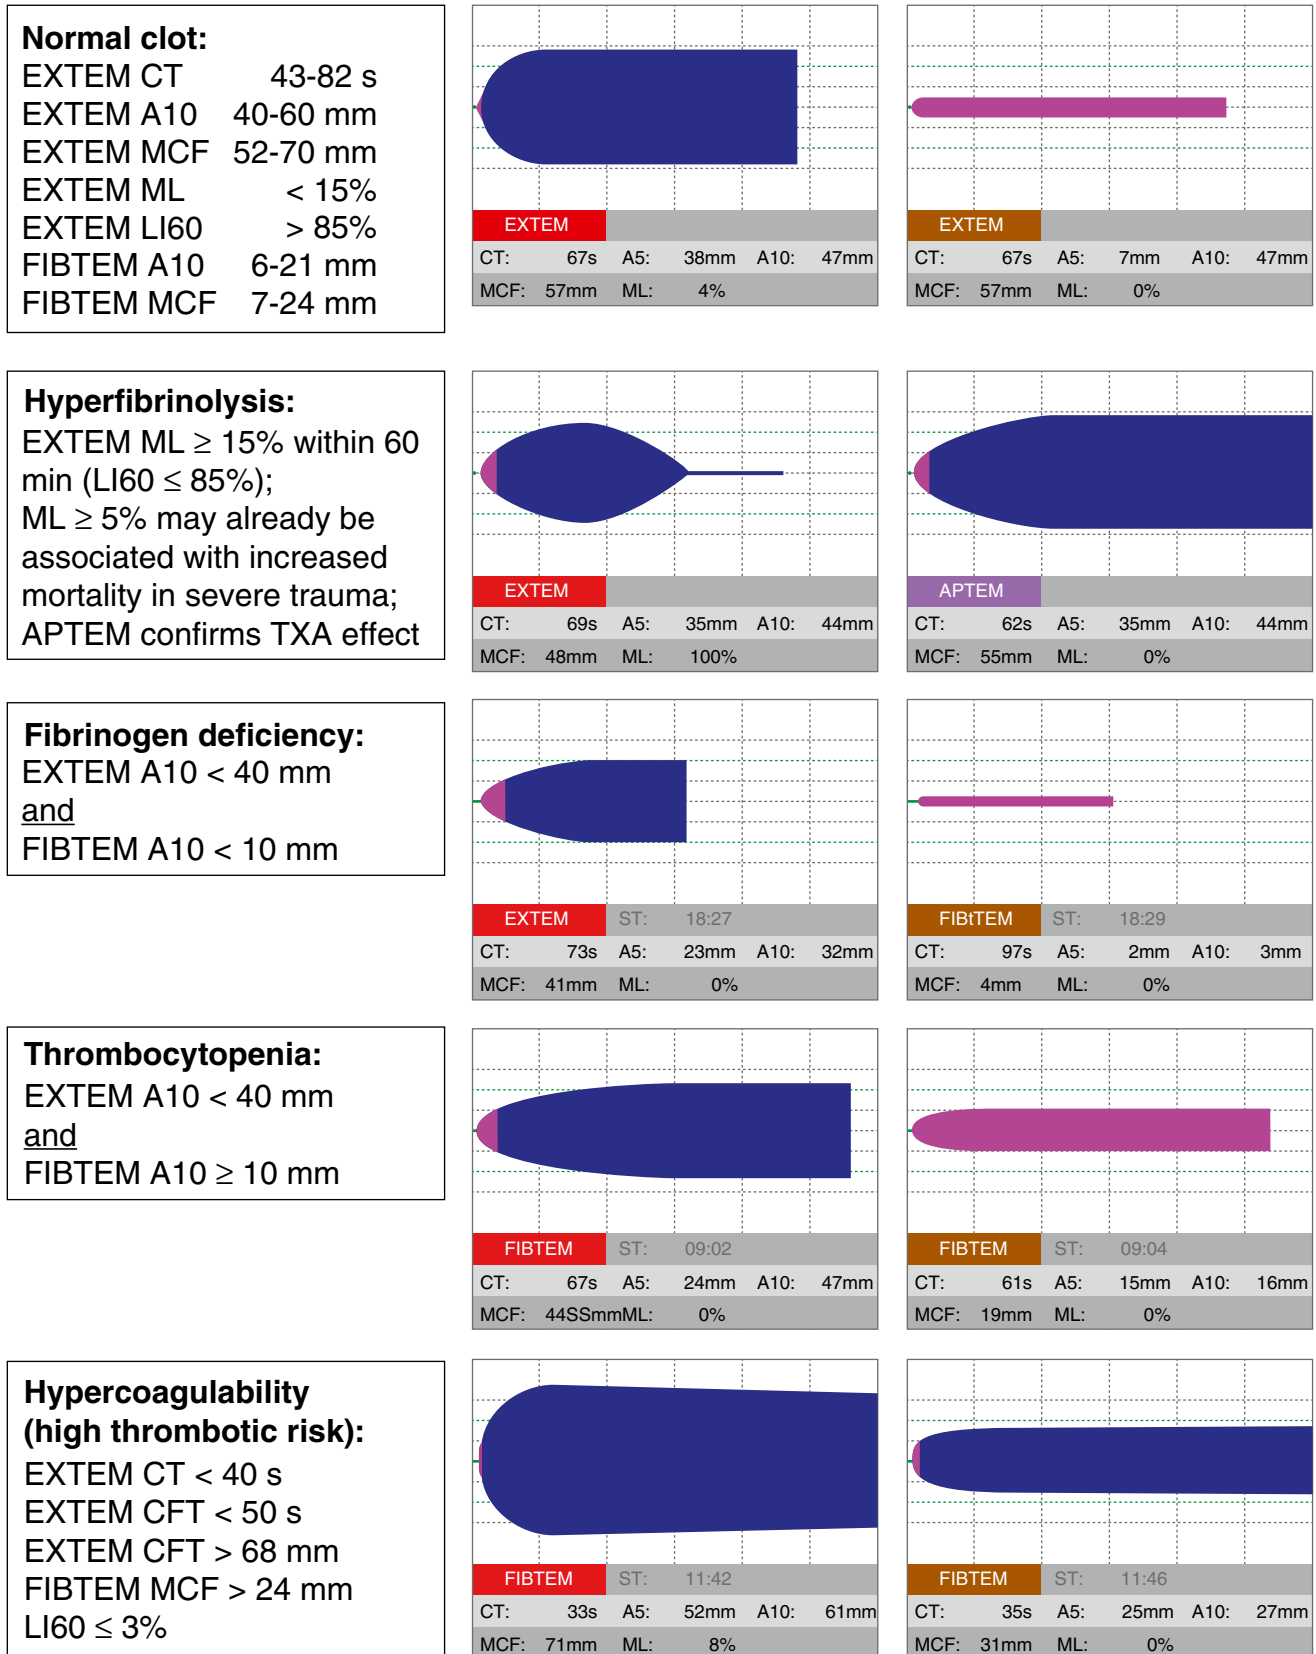 Normal clot:
EXTEM CT 43-82 s
EXTEM A10 40-60 mm
EXTEM MCF 52-70 mm
EXTEM ML < 15%
EXTEM LI60 > 85%
FIBTEM A10 6-21 mm
FIBTEM MCF 7-24 mm
EXTEM
CT: 67s A5: 38mm A10: 47mm
MCF: 57mm ML: 4%
EXTEM
CT: 67s A5: 7mm A10: 47mm
MCF: 57mm ML: 0%
Hyperfibrinolysis:
EXTEM ML ≥ 15% within 60
min (LI60 ≤ 85%);
ML ≥ 5% may already be
associated with increased
mortality in severe trauma;
APTEM confirms TXA effect
EXTEM
CT: 69s A5: 35mm A10: 44mm
MCF: 48mm ML: 100%
APTEM
CT: 62s A5: 35mm A10: 44mm
MCF: 55mm ML: 0%
Fibrinogen deficiency:
EXTEM A10 < 40 mm
and
FIBTEM A10 < 10 mm
EXTEM ST: 18:27
CT: 73s A5: 23mm A10: 32mm
MCF: 41mm ML: 0%
FIBtTEM ST: 18:29
CT: 97s A5: 2mm A10: 3mm
MCF: 4mm ML: 0%
Thrombocytopenia:
EXTEM A10 < 40 mm
and
FIBTEM A10 ≥ 10 mm
FIBTEM ST: 09:02
CT: 67s A5: 24mm A10: 47mm
MCF: 44SSmmML: 0%
FIBTEM ST: 09:04
CT: 61s A5: 15mm A10: 16mm
MCF: 19mm ML: 0%
Hypercoagulability
(high thrombotic risk):
EXTEM CT < 40 s
EXTEM CFT < 50 s
EXTEM CFT > 68 mm
FIBTEM MCF > 24 mm
LI60 ≤ 3%
FIBTEM ST: 11:42
CT: 33s A5: 52mm A10: 61mm
MCF: 71mm ML: 8%
FIBTEM ST: 11:46
CT: 35s A5: 25mm A10: 27mm
MCF: 31mm ML: 0%